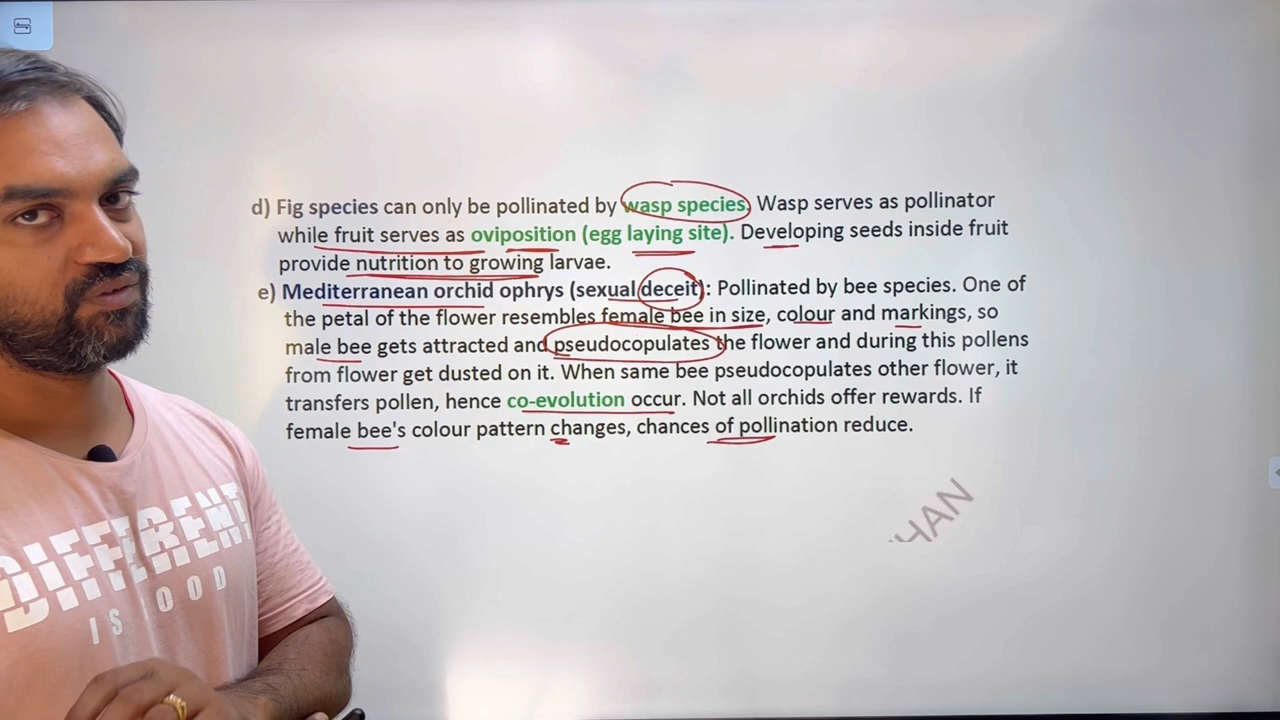 d) Fig species can only be pollinated by wasp species. Wasp serves as pollinator
while fruit serves as oviposition (egg laying site). Developing seeds inside fruit
provide nutrition to growing larvae.
e) Mediterranean orchid ophrys (sexual deceit): Pollinated by bee species. One of
the petal of the flower resembles female bee in size, colour and markings, so
male bee gets attracted and pseudocopulates the flower and during this pollens
from flower get dusted on it. When same bee pseudocopulates other flower, it
transfers pollen, hence co-evolution occur. Not all orchids offer rewards. If
female bee's colour pattern changes, chances of pollination reduce.
HAN
DIFFERENT
IS OOD